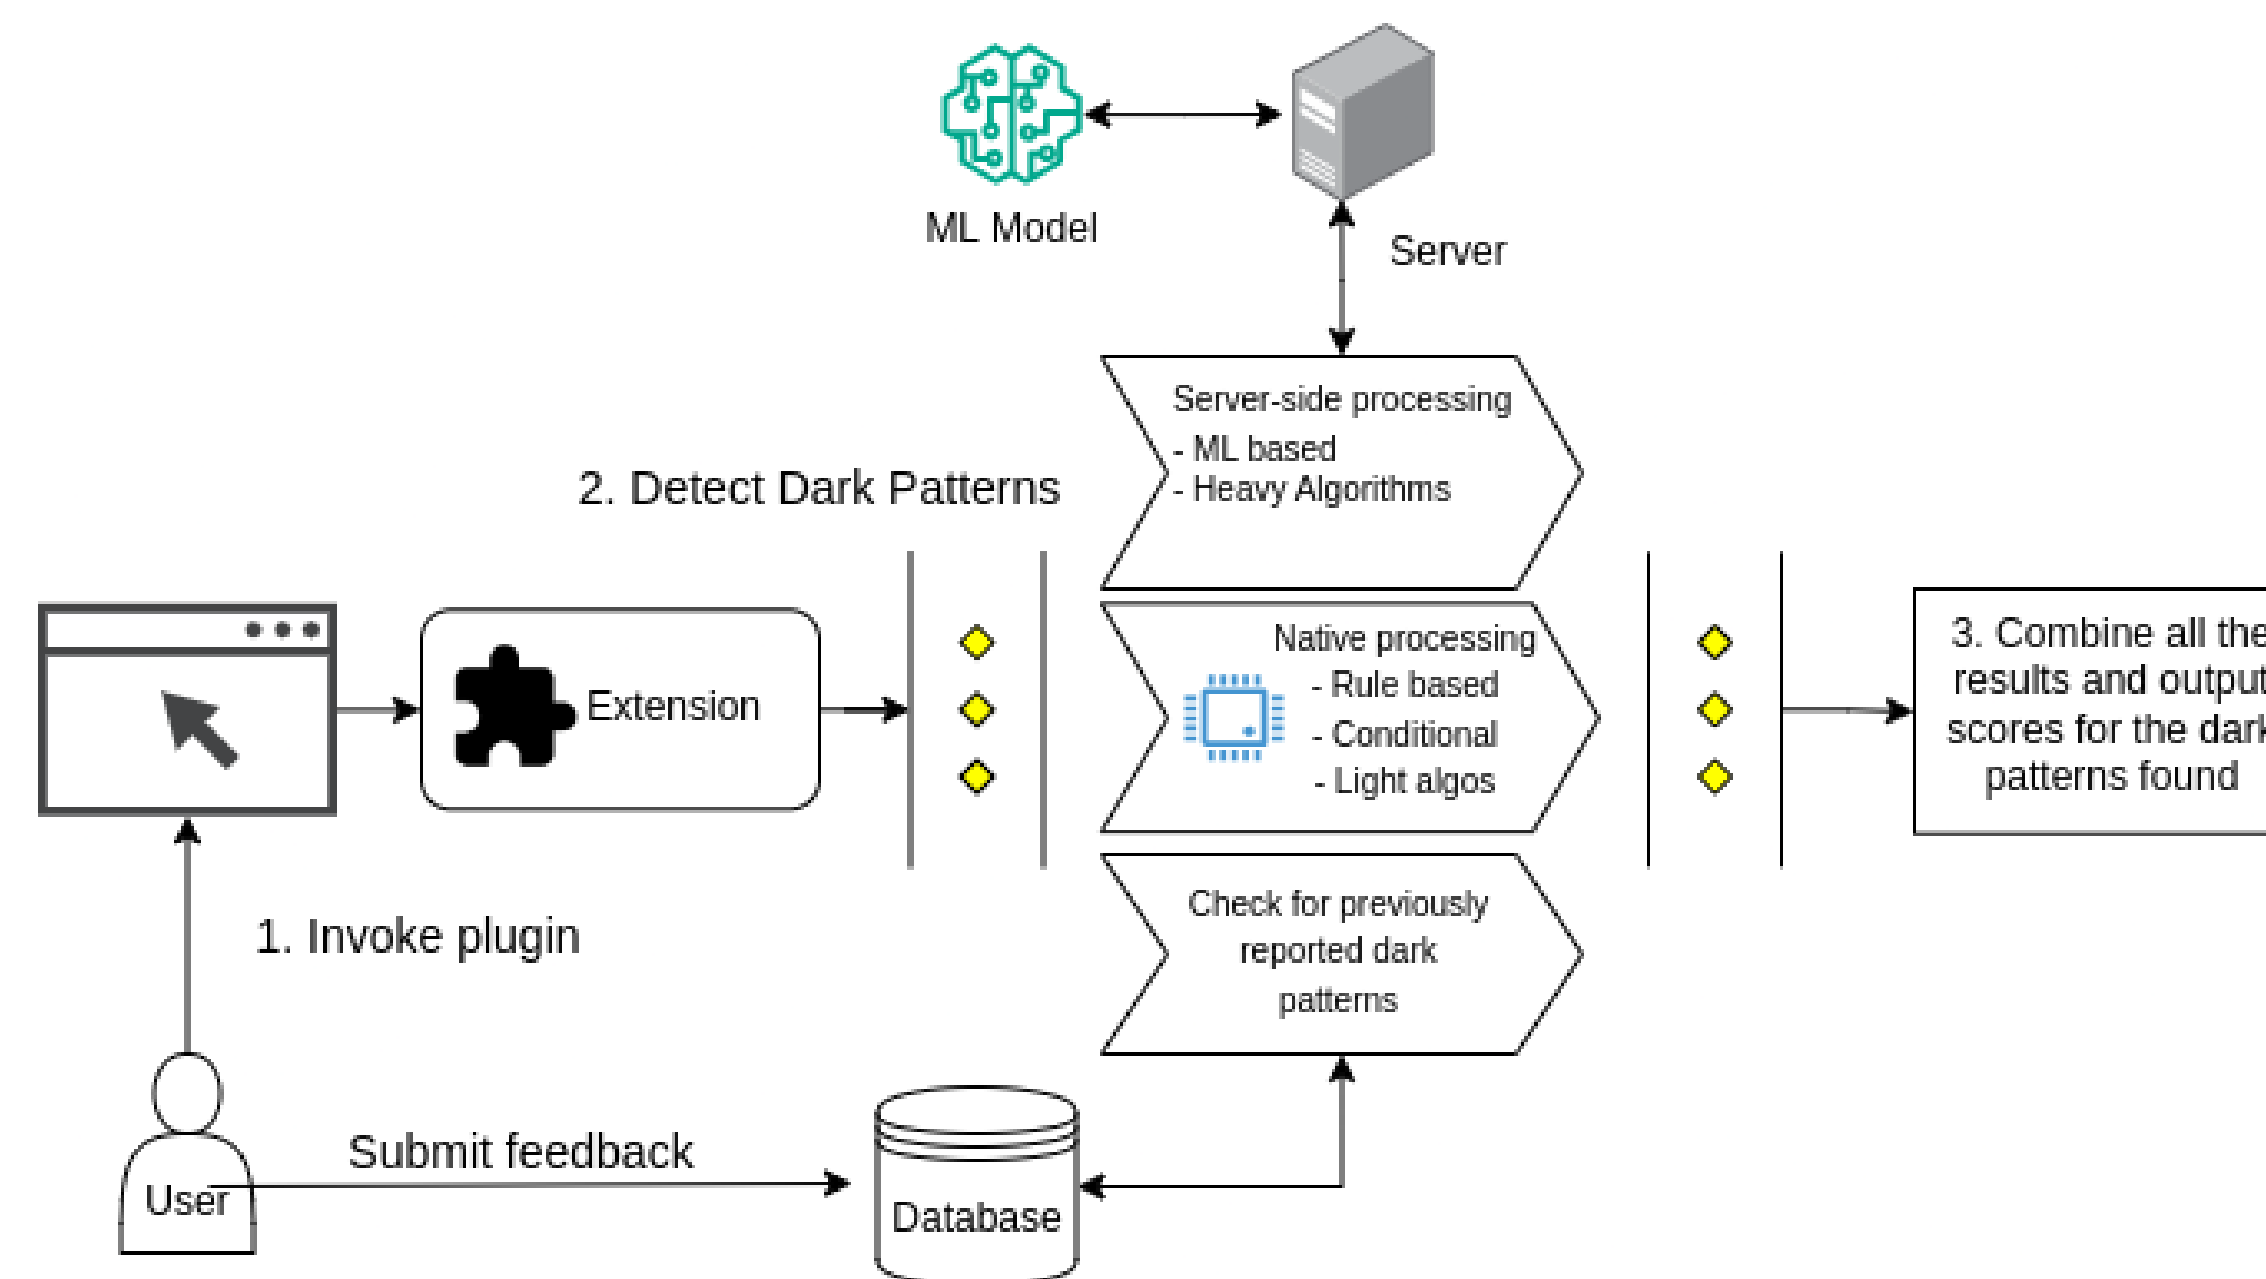 ML Model
Server
Server-side processing
- ML based
- Heavy Algorithms
2. Detect Dark Patterns
Extension
Native processing
- Rule based
- Conditional
- Light algos
3. Combine all the
results and output
scores for the dark
patterns found
Check for previously
reported dark
patterns
1. Invoke plugin
Submit feedback
User
Database